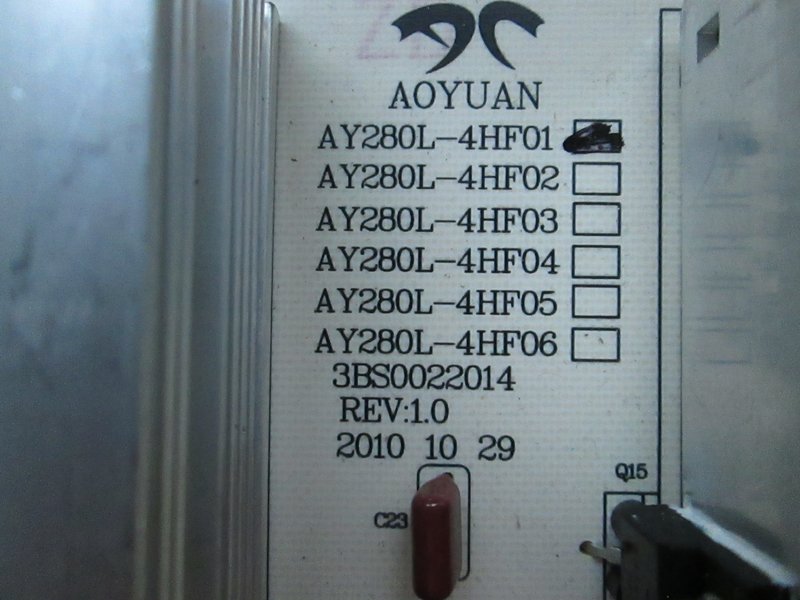 AOYUAN
AY280L-4HF01
AY280L-4HF02
AY280L-4HF03
AY280L-4HF04
AY280L-4HF05
AY280L-4HF06
3BS0022014
REV:1.0
2010 10 29
Q15
C23